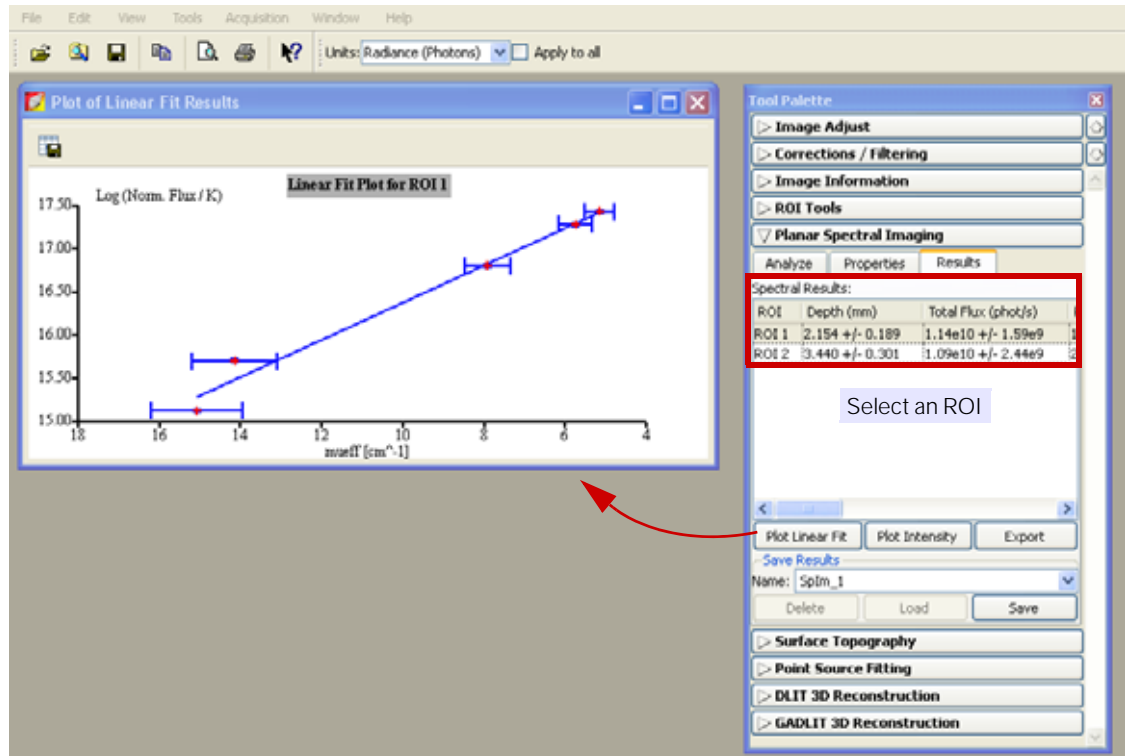 File Edit View Tools Acquisition Window Help
Units: Radiance (Photons) Apply to all
Plot of Linear Fit Results
Linear Fit Plot for ROI 1
Log (Norm. Flux / K)
17.50
17.00
16.50
16.00
15.50
15.00
18 16 14 12 10 8 6 4
mueff [cm^-1]
Tool Palette
Image Adjust
Corrections / Filtering
Image Information
ROI Tools
Planar Spectral Imaging
Analyze Properties Results
Spectral Results:
ROI Depth (mm) Total Flux (phot/s)
ROI 1 2.154 +/- 0.189 1.14e10 +/- 1.59e9
ROI 2 3.440 +/- 0.301 1.09e10 +/- 2.44e9
Select an ROI
Plot Linear Fit Plot Intensity Export
Save Results
Name: SpIm_1
Delete Load Save
Surface Topography
Point Source Fitting
DLIT 3D Reconstruction
GADLIT 3D Reconstruction